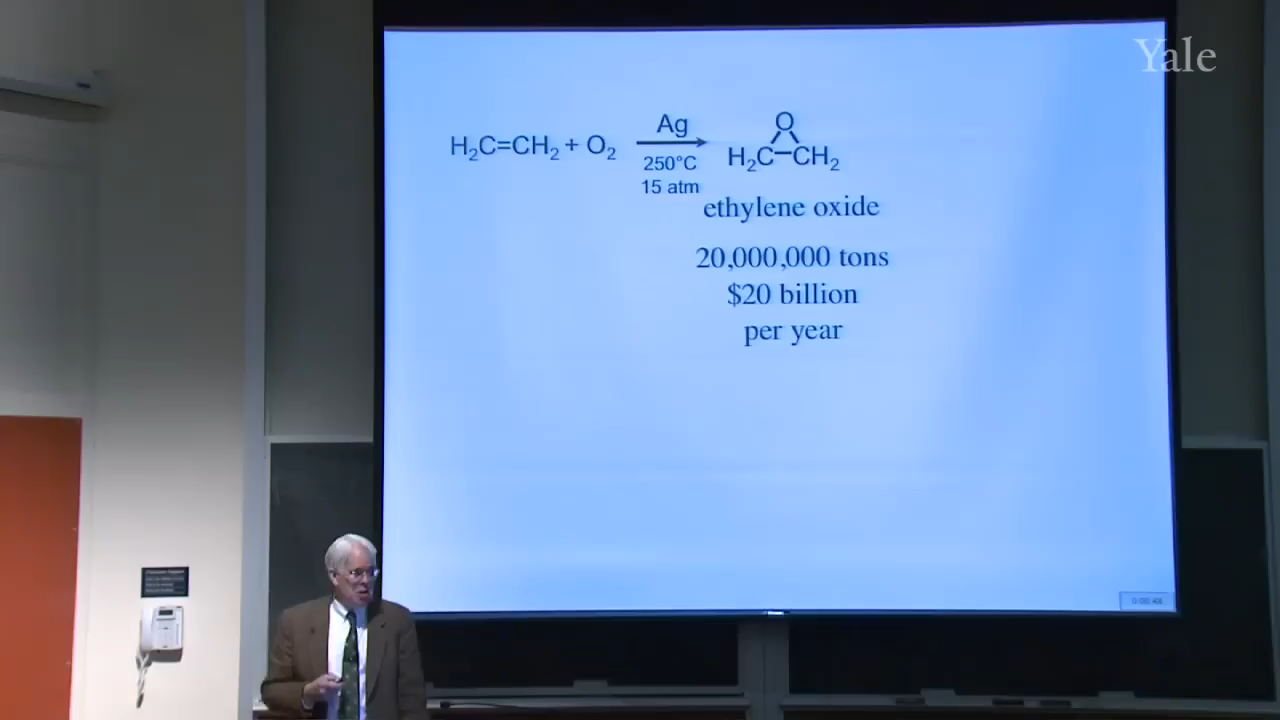 Yale
Ag
O
H₂C=CH₂ + O₂
H₂C—CH₂
250°C
15 atm
ethylene oxide
20,000,000 tons
$20 billion
per year